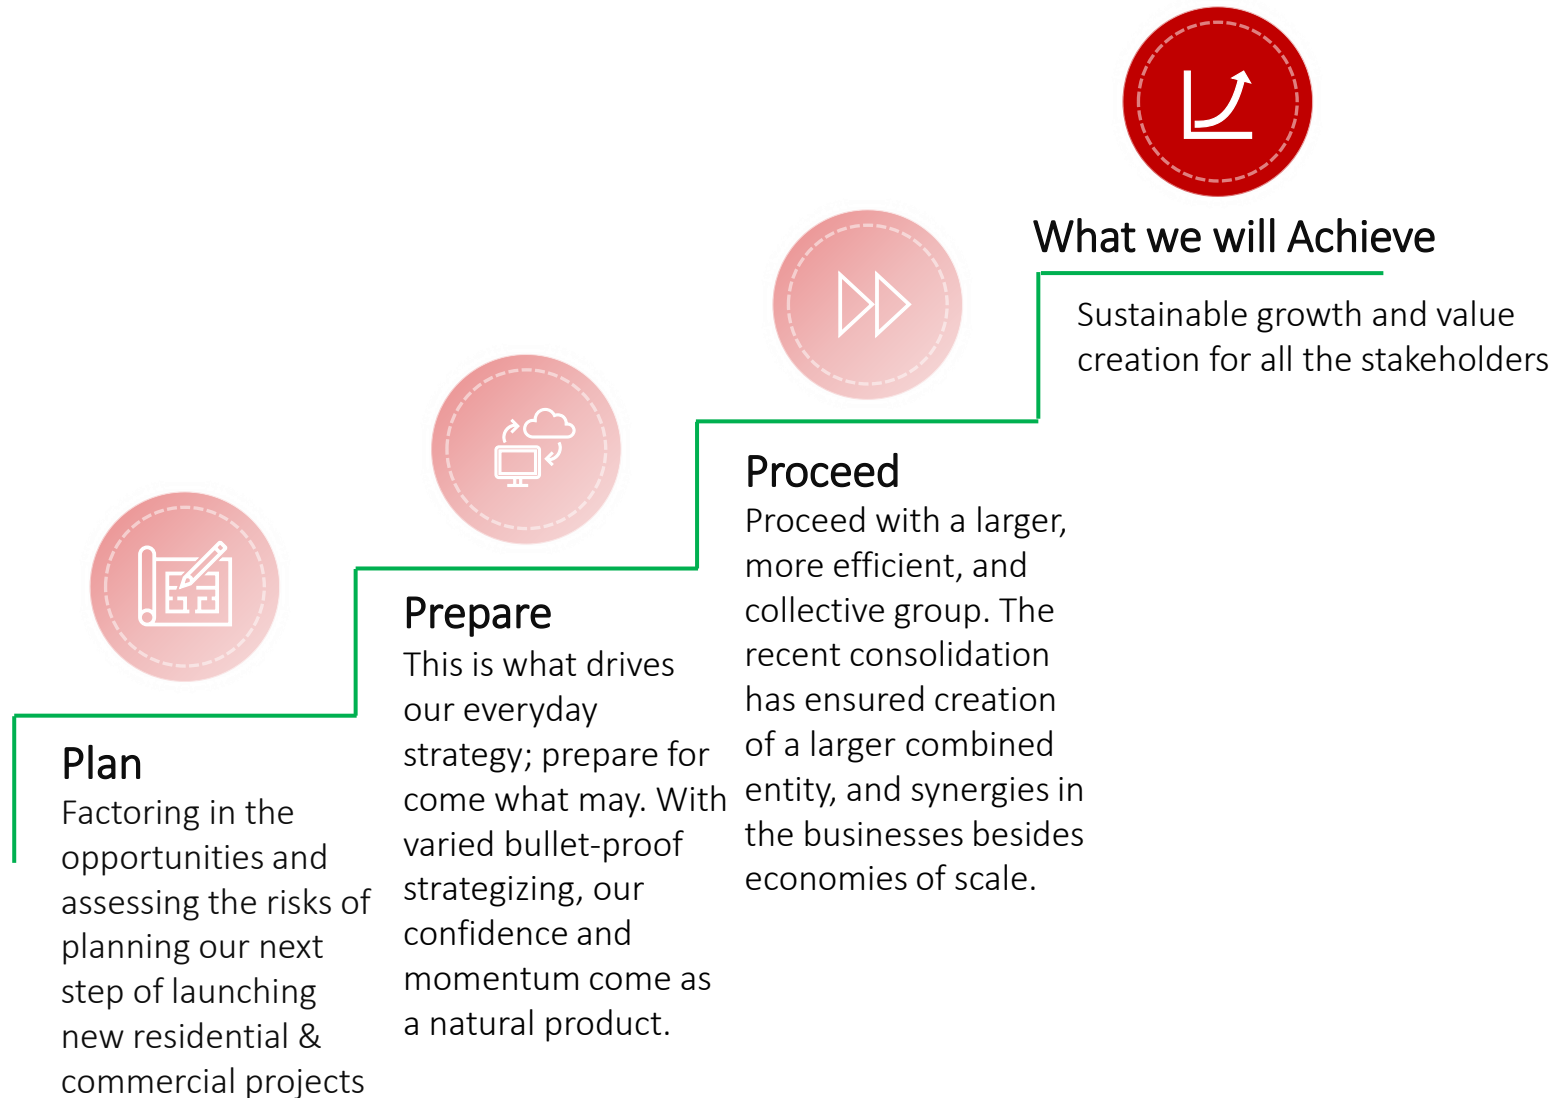 What we will Achieve
Sustainable growth and value
creation for all the stakeholders
Proceed
Proceed with a larger,
more efficient, and
collective group. The
recent consolidation
has ensured creation
of a larger combined
entity, and synergies in
the businesses besides
economies of scale.
Prepare
This is what drives
our everyday
strategy; prepare for
come what may. With
varied bullet-proof
strategizing, our
confidence and
momentum come as
a natural product.
Plan
Factoring in the
opportunities and
assessing the risks of
planning our next
step of launching
new residential &
commercial projects